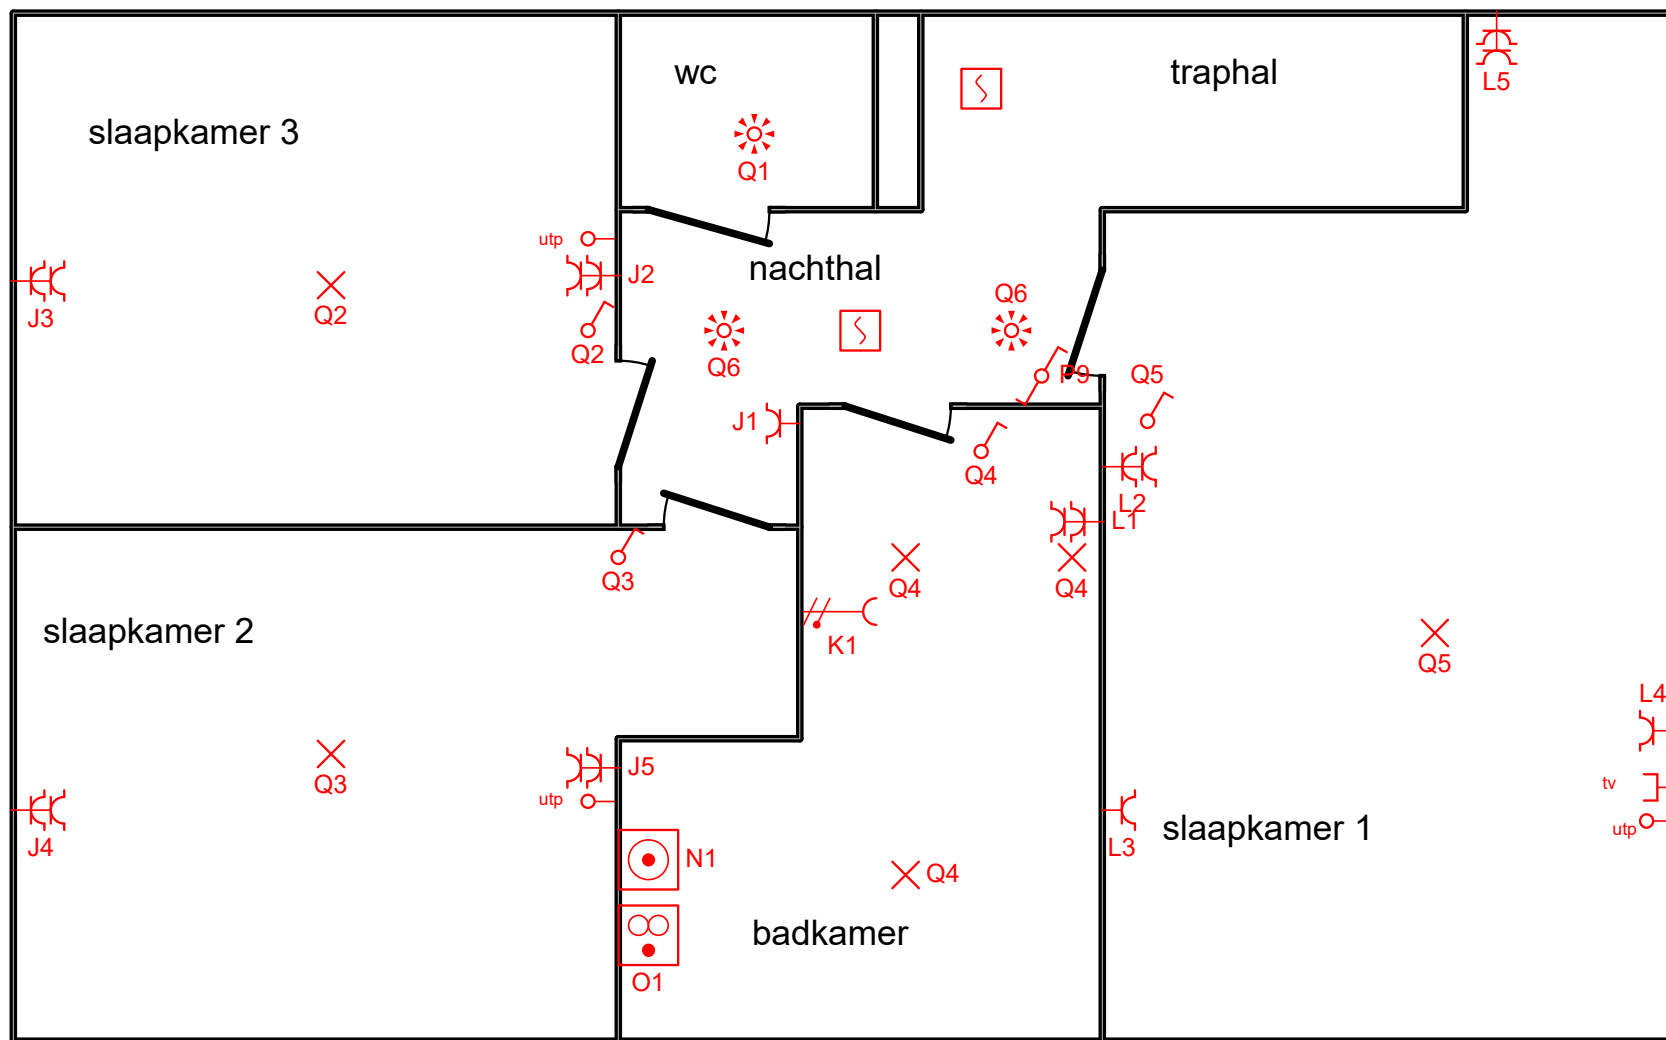 wc
traphal
L5
slaapkamer 3
Q1
utp
nachthal
J2
J3
Q2
Q2
Q6
Q6
P9
Q5
J1
Q4
L2
L1
Q3
Q4
Q4
slaapkamer 2
K1
Q5
L4
Q3
J5
utp
tv
utp
J4
L3
slaapkamer 1
N1
Q4
badkamer
O1